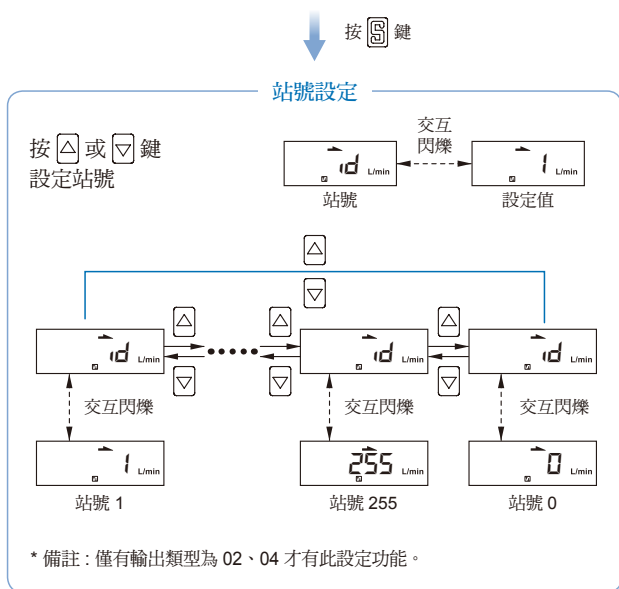 按 S 鍵
站號設定
按 △ 或 ▽ 鍵
設定站號
交互
閃爍
id L/min
1 L/min
站號
設定值
△
▽
△ △ △
id L/min
id L/min
id L/min
▽ ▽ ▽
交互閃爍
交互閃爍
交互閃爍
1 L/min
255 L/min
0 L/min
站號 1
站號 255
站號 0
* 備註 : 僅有輸出類型為 02、04 才有此設定功能。